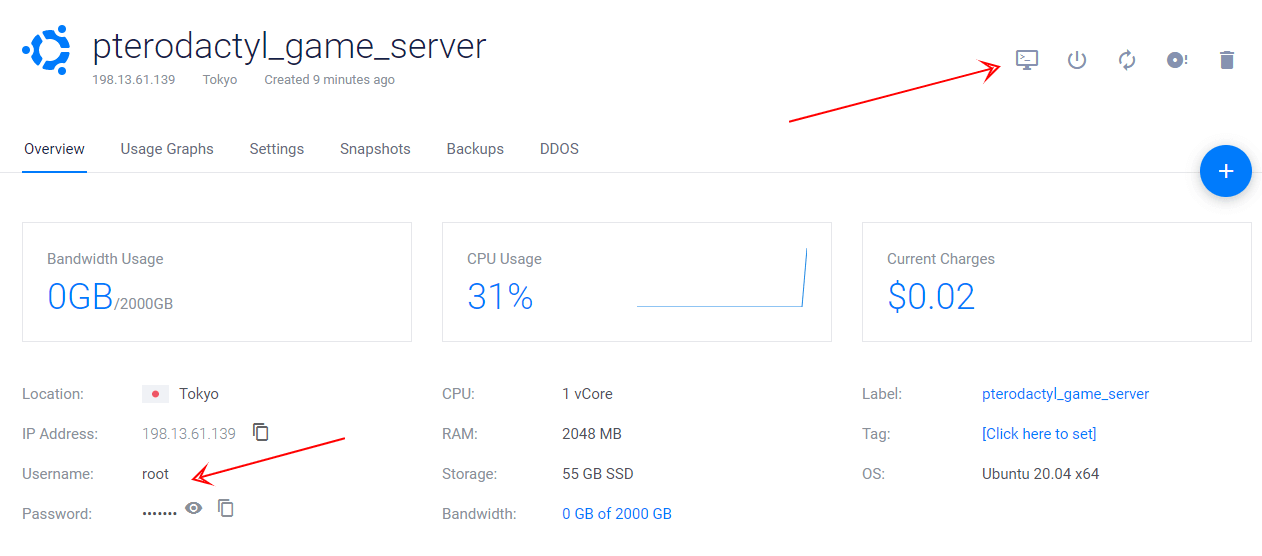 pterodactyl_game_server
198.13.61.139 Tokyo Created 9 minutes ago
Overview Usage Graphs Settings Snapshots Backups DDOS
+
Bandwidth Usage
0GB/2000GB
CPU Usage
31%
Current Charges
$0.02
Location: Tokyo
IP Address: 198.13.61.139
Username: root
Password: •••••••
CPU: 1 vCore
RAM: 2048 MB
Storage: 55 GB SSD
Bandwidth: 0 GB of 2000 GB
Label: pterodactyl_game_server
Tag: [Click here to set]
OS: Ubuntu 20.04 x64